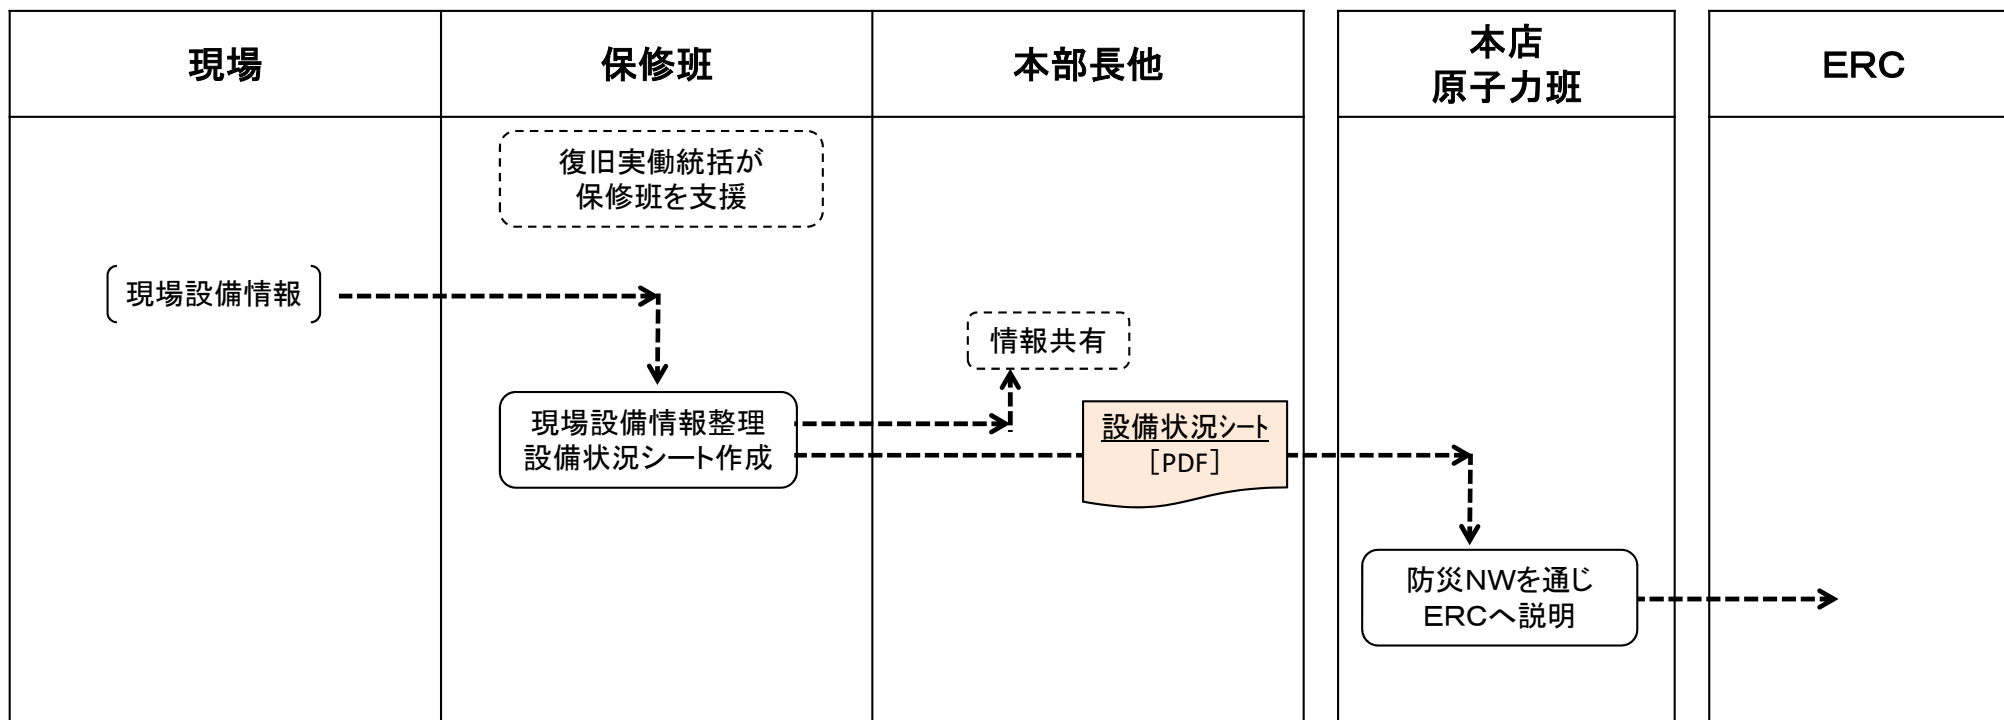 現場
保修班
本部長他
本店
原子力班
ERC
復旧実働統括が
保修班を支援
現場設備情報
情報共有
現場設備情報整理
設備状況シート作成
設備状況ｼｰﾄ
［PDF］
防災NWを通じ
ERCへ説明